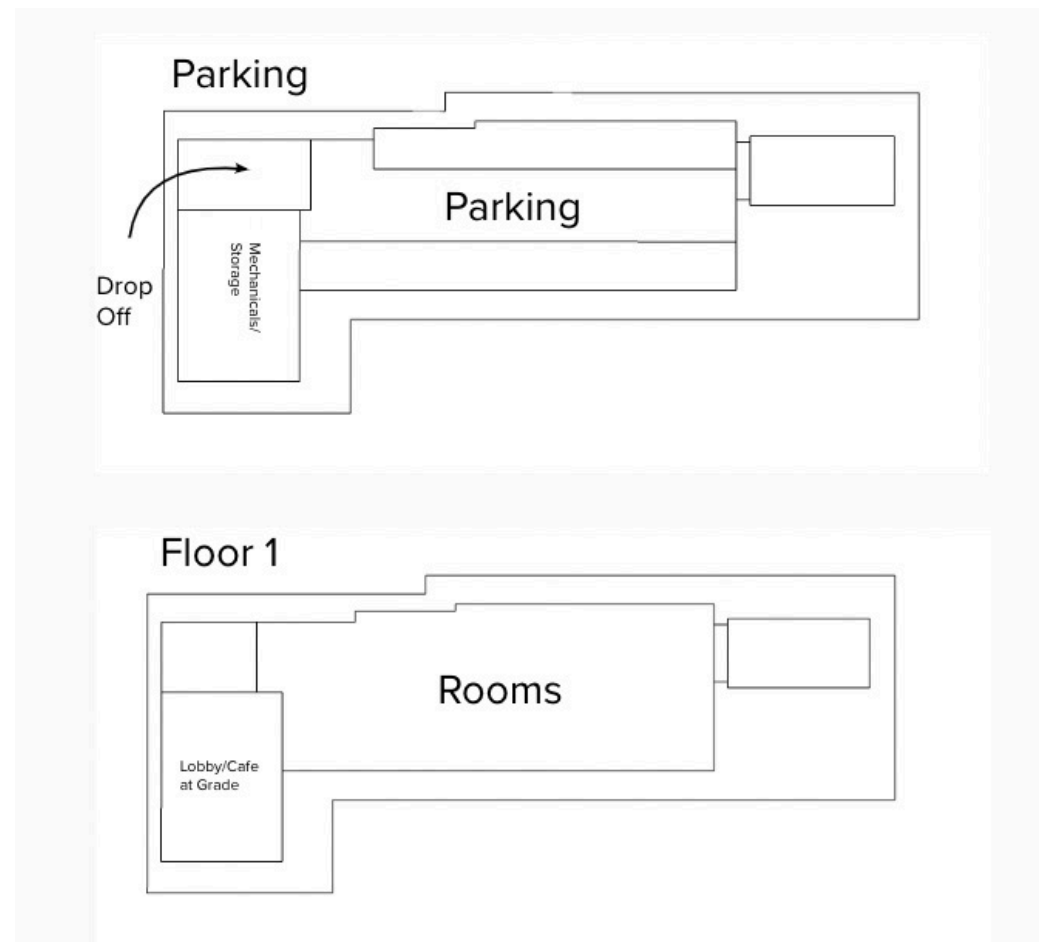 Parking
Parking
Drop
Off
Mechanicals/
Storage
Floor 1
Rooms
Lobby/Cafe
at Grade